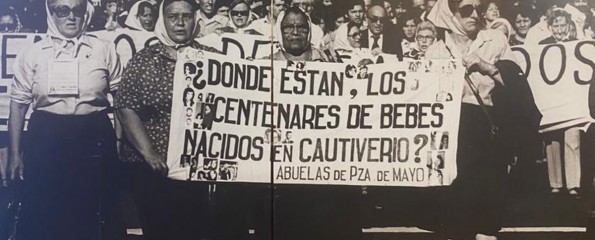 ¿DONDE ESTAN, LOS
CENTENARES DE BEBES
NACIDOS EN CAUTIVERIO?
ABUELAS DE PZA. DE MAYO